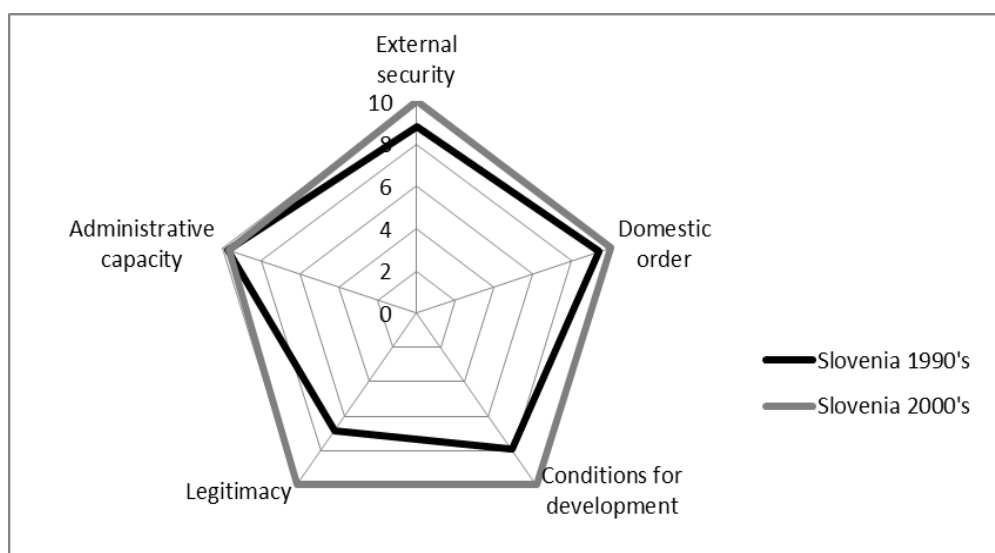 External
security
10
8
6
4
2
0
Administrative
capacity
Domestic
order
Slovenia 1990's
Slovenia 2000's
Legitimacy
Conditions for
development